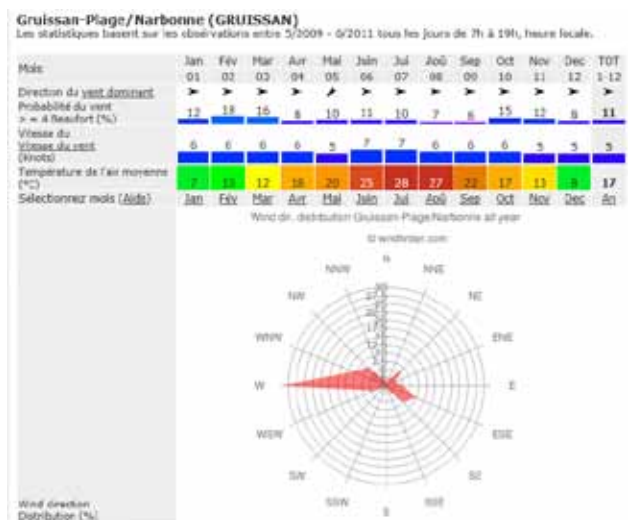 Gruissan-Plage/Narbonne (GRUISSAN)
Les statistiques basent sur les observations entre 5/2009 - 6/2011 tous les jours de 7h à 19h, heure locale.
Mois Jan Fév Mar Avr Mai Juin Jul Aoû Sep Oct Nov Dec TOT
01 02 03 04 05 06 07 08 09 10 11 12 1-12
Direction du vent dominant
Probabilité du vent
> = 4 Beaufort (%) 12 18 16 8 10 11 10 7 6 15 12 8 11
Vitesse du
Vitesse du vent
(Knots) 6 6 6 6 5 7 7 6 6 6 5 5 5
Température de l'air moyenne
(°C) 7 12 16 20 25 28 27 22 17 13 17
Sélectionnez mois (Aide) Jan Fév Mar Avr Mai Juin Jul Aoû Sep Oct Nov Dec An
Wind dir. distribution Gruissan-Plage/Narbonne all year
© windfinder.com
N
NNW NNE
NW NE
WNW ENE
W E
WSW ESE
SW SE
SSW SSE
S
Wind direction
Distribution (%)